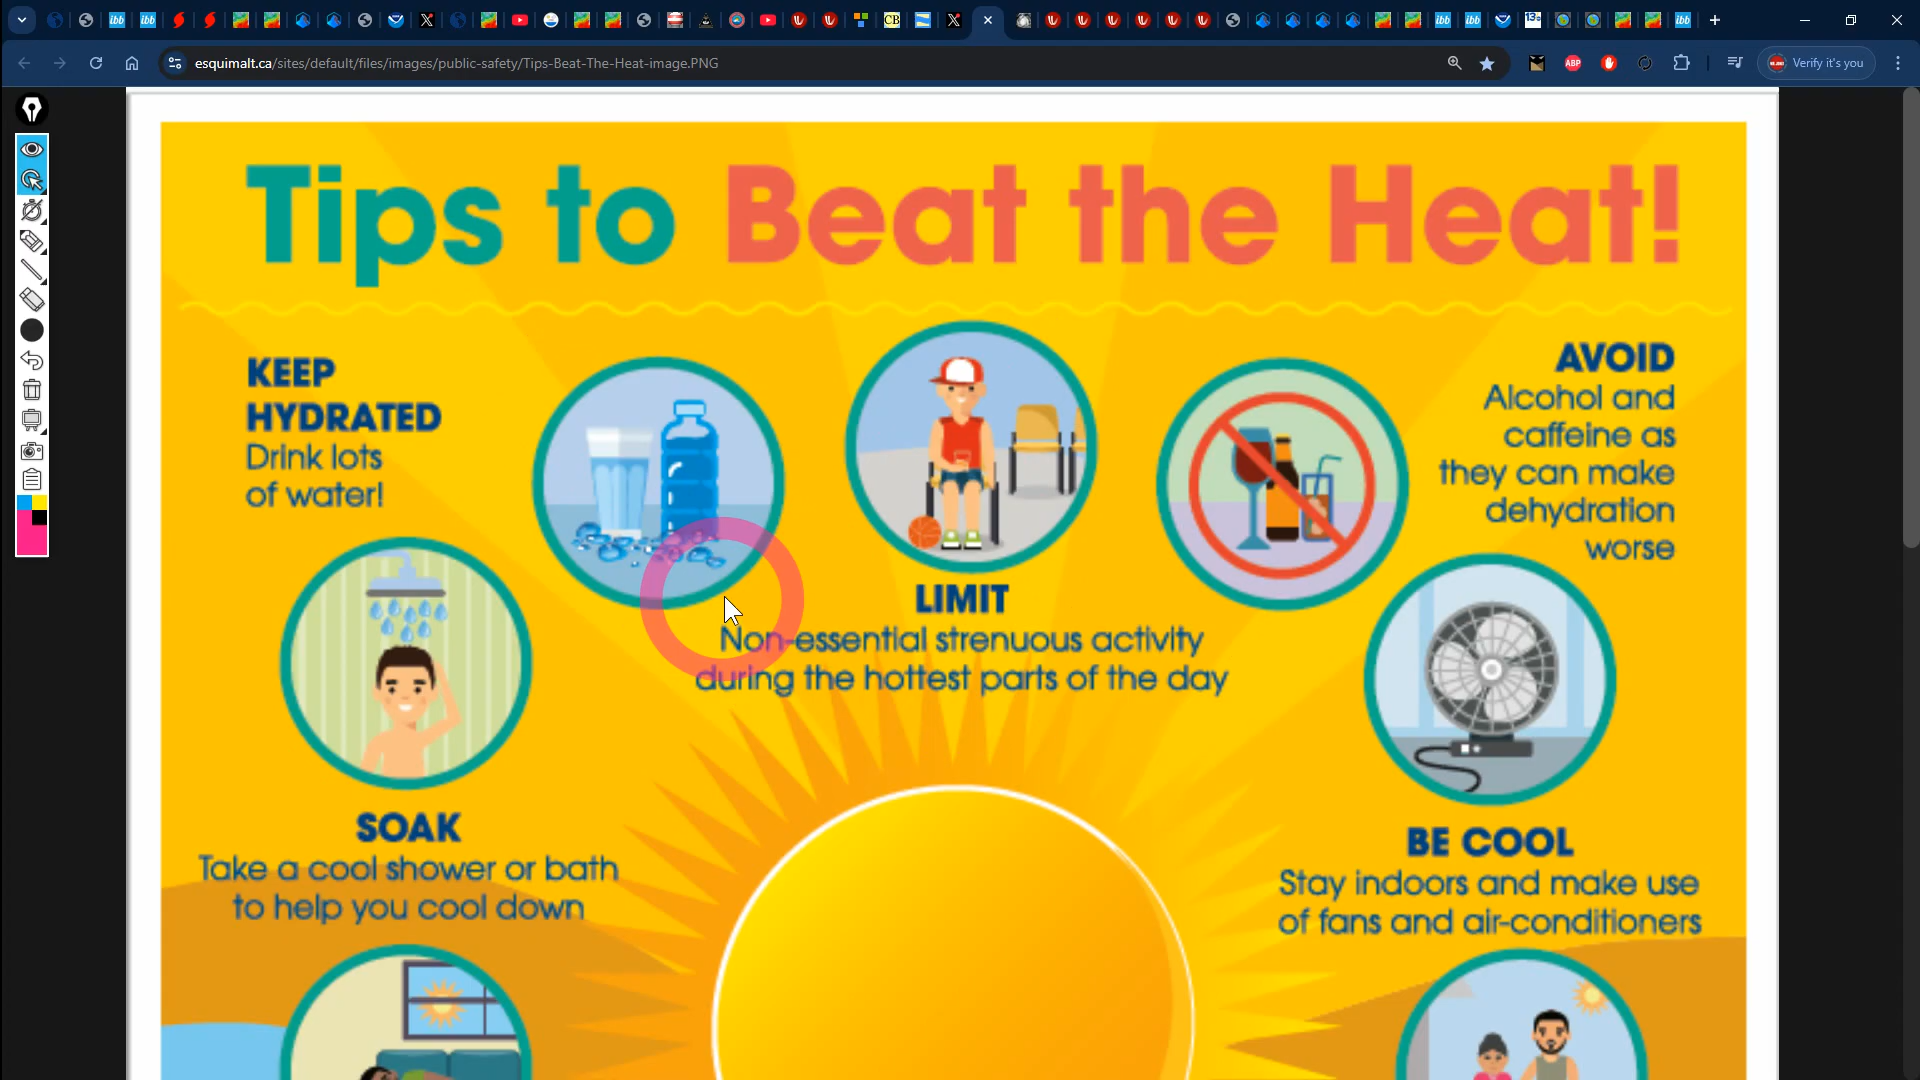 esquimalt.ca/sites/default/files/images/public-safety/Tips-Beat-The-Heat-image.PNG
Verify it's you
Tips to Beat the Heat!
KEEP
HYDRATED
Drink lots
of water!
LIMIT
Non-essential strenuous activity
during the hottest parts of the day
AVOID
Alcohol and
caffeine as
they can make
dehydration
worse
SOAK
Take a cool shower or bath
to help you cool down
BE COOL
Stay indoors and make use
of fans and air-conditioners